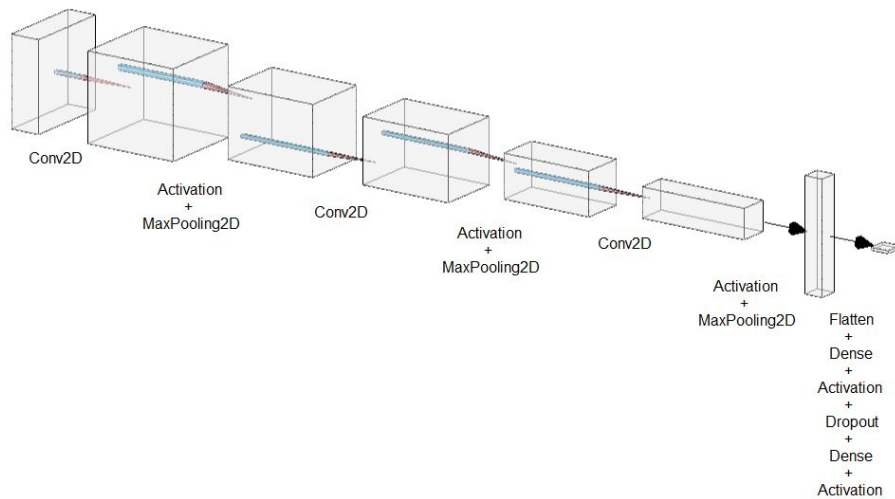 Conv2D
Activation
+
MaxPooling2D
Conv2D
Activation
+
MaxPooling2D
Conv2D
Activation
+
MaxPooling2D
Flatten
+
Dense
+
Activation
+
Dropout
+
Dense
+
Activation